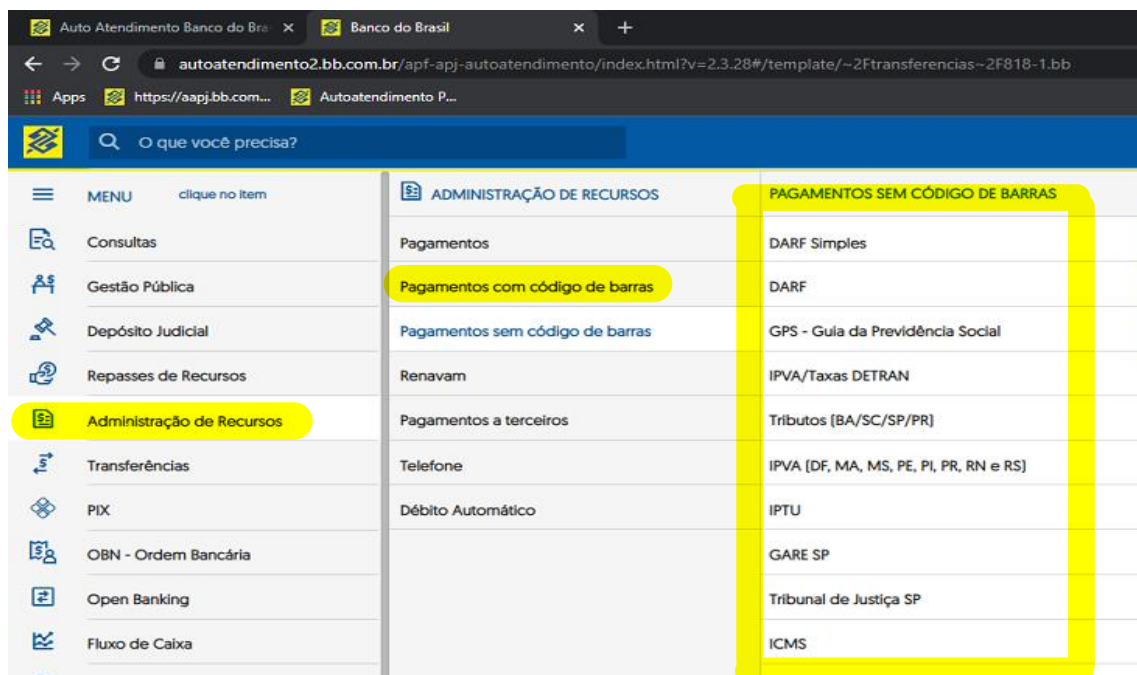 Auto Atendimento Banco do Bra
Banco do Brasil
autoatendimento2.bb.com.br/apf-apj-autoatendimento/index.html?v=2.3.28#/template/~2Ftransferencias~2F818-1.bb
Apps https://aapj.bb.com... Autoatendimento P...
O que você precisa?
MENU clique no item
Consultas
Gestão Pública
Depósito Judicial
Repasses de Recursos
Administração de Recursos
Transferências
PIX
OBN - Ordem Bancária
Open Banking
Fluxo de Caixa
ADMINISTRAÇÃO DE RECURSOS
Pagamentos
Pagamentos com código de barras
Pagamentos sem código de barras
Renavam
Pagamentos a terceiros
Telefone
Débito Automático
PAGAMENTOS SEM CÓDIGO DE BARRAS
DARF Simples
DARF
GPS - Guia da Previdência Social
IPVA/Taxas DETRAN
Tributos (BA/SC/SP/PR)
IPVA (DF, MA, MS, PE, PI, PR, RN e RS)
IPTU
GARE SP
Tribunal de Justiça SP
ICMS